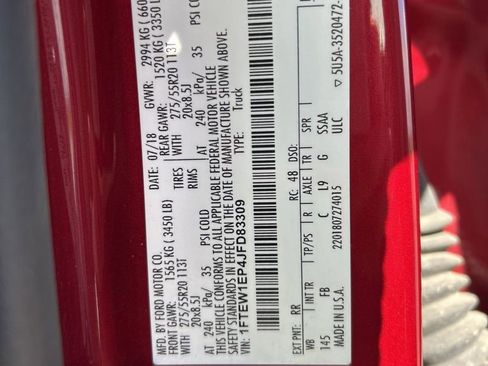 MFD. BY FORD MOTOR CO.
DATE: 07/18 GVWR: 2994 KG ( 660
FRONT GAWR: 1565 KG ( 3450 LB) REAR GAWR: 1520 KG ( 3350 L
WITH 275/55R20 113T TIRES WITH 275/55R20 113T
20x8.5J RIMS 20x8.5J
AT 240 kPa/ 35 PSI COLD AT 240 kPa/ 35 PSI
THIS VEHICLE CONFORMS TO ALL APPLICABLE FEDERAL MOTOR VEHICLE
SAFETY STANDARDS IN EFFECT ON THE DATE OF MANUFACTURE SHOWN ABOVE.
1FTEW1EP4JFD83309 Truck
EXT PNT: RR RC: 48 DSO:
WB INT TR TP/PS R AXLE TR SPR
145 FB C L9 G SSAA
MADE IN U.S.A. 2201807274015 ULC
▽ 5U5A-3520472-